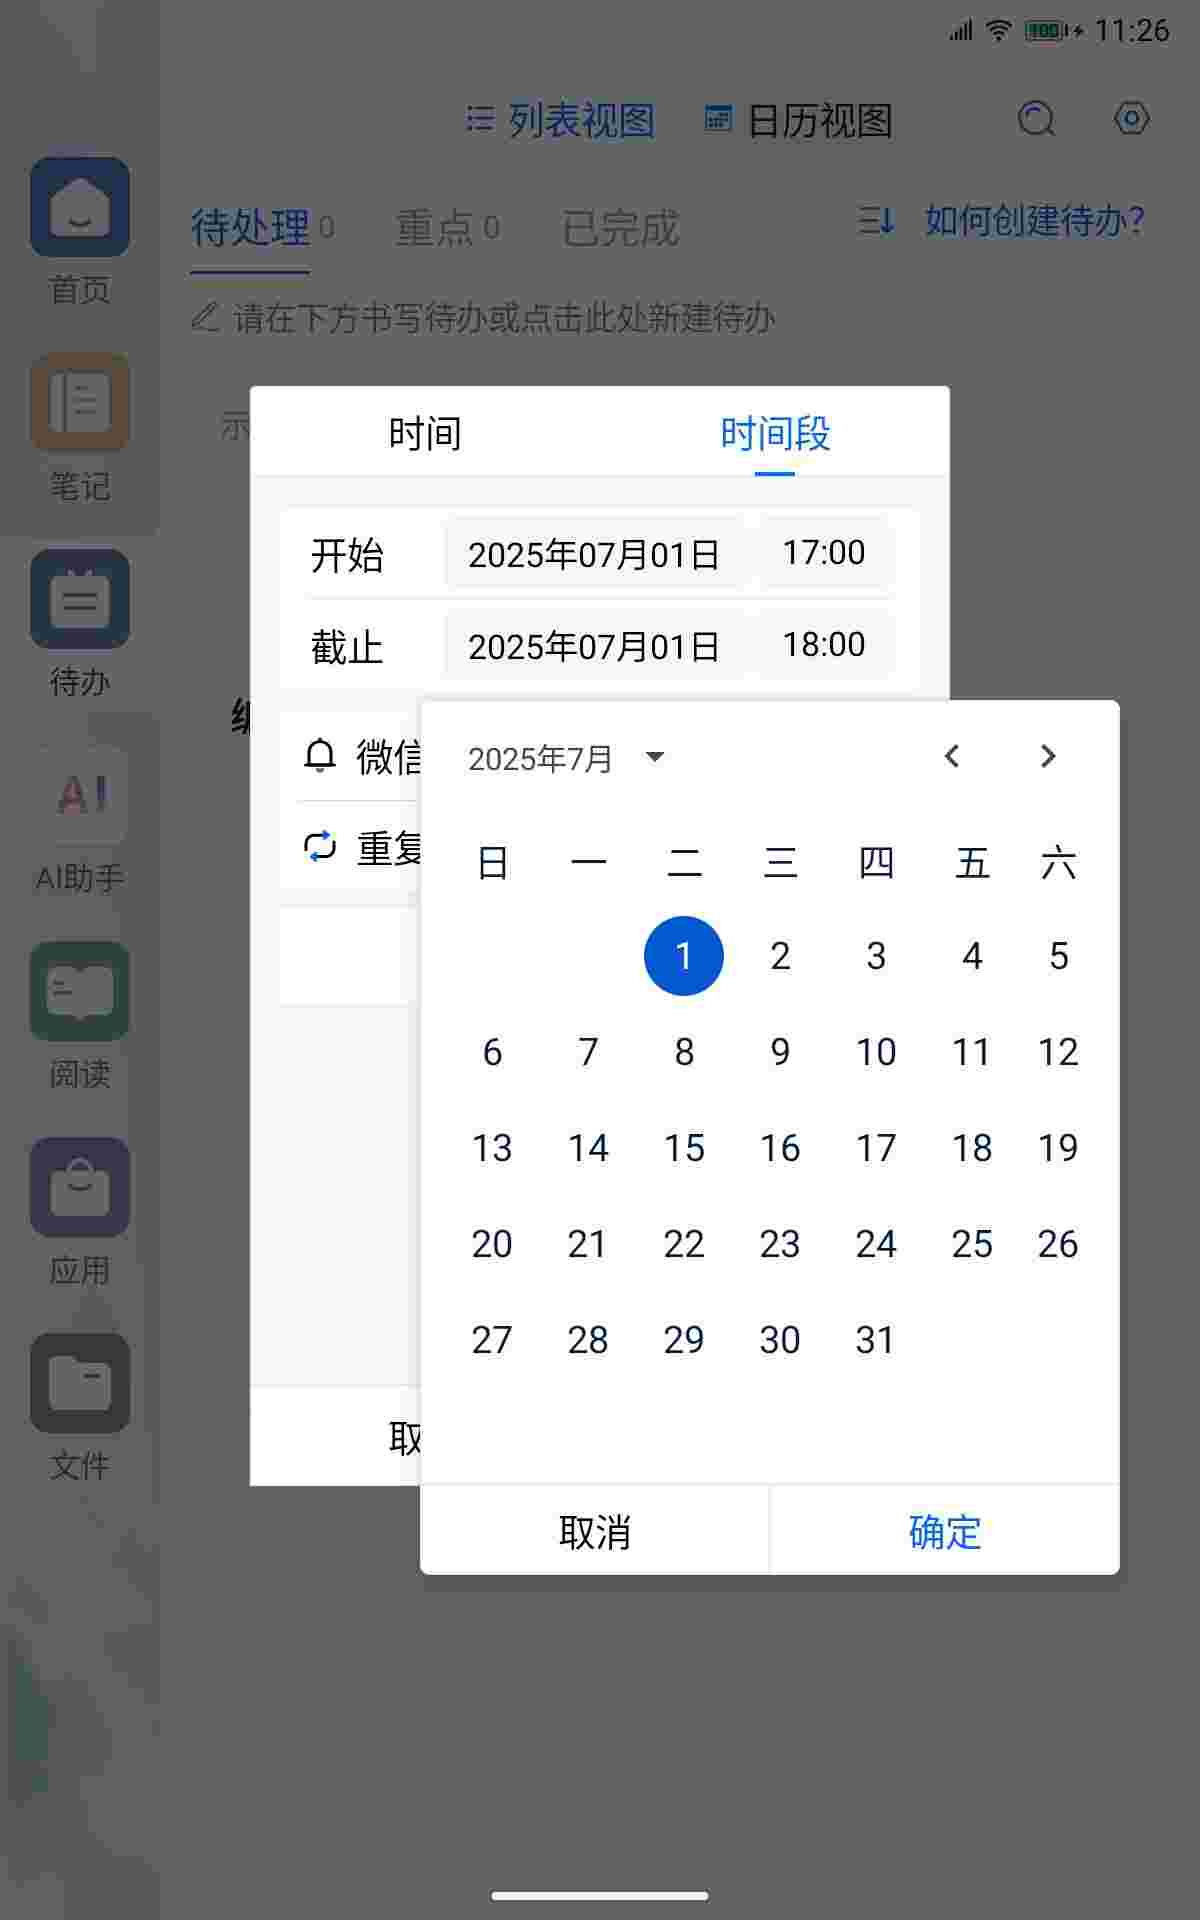 100 11:26
列表视图 日历视图
待处理 0 重点 0 已完成 如何创建待办?
请在下方书写待办或点击此处新建待办
首页
笔记
待办
AI
AI助手
阅读
应用
文件
示
时间 时间段
开始 2025年07月01日 17:00
截止 2025年07月01日 18:00
微信
重复
取
2025年7月
日 一 二 三 四 五 六
1 2 3 4 5
6 7 8 9 10 11 12
13 14 15 16 17 18 19
20 21 22 23 24 25 26
27 28 29 30 31
取消 确定